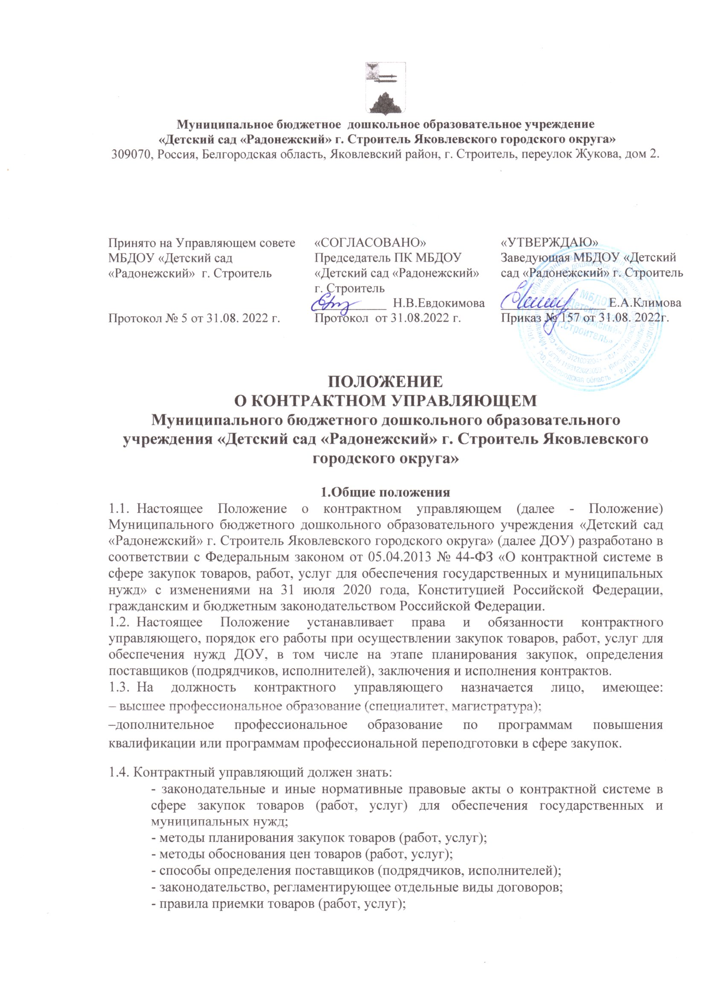 Муниципальное бюджетное  дошкольное образовательное учреждение
«Детский сад «Радонежский» г. Строитель Яковлевского городского округа»
309070, Россия, Белгородская область, Яковлевский район, г. Строитель, переулок Жукова, дом 2.
Принято на Управляющем совете
МБДОУ «Детский сад
«Радонежский»  г. Строитель
Протокол № 5 от 31.08. 2022 г.
«СОГЛАСОВАНО»
Председатель ПК МБДОУ
«Детский сад «Радонежский»
г. Строитель
Н.В.Евдокимова
Протокол  от 31.08.2022 г.
«УТВЕРЖДАЮ»
Заведующая МБДОУ «Детский
сад «Радонежский» г. Строитель
Е.А.Климова
Приказ № 157 от 31.08. 2022г.
МБДОУ
«Детский сад
«Радонежский»
г.Строитель»
РФ, Белгородская область
ПОЛОЖЕНИЕ
О КОНТРАКТНОМ УПРАВЛЯЮЩЕМ
Муниципального бюджетного дошкольного образовательного
учреждения «Детский сад «Радонежский» г. Строитель Яковлевского
городского округа»
1.Общие положения
1.1. Настоящее Положение о контрактном управляющем (далее - Положение)
Муниципального бюджетного дошкольного образовательного учреждения «Детский сад
«Радонежский» г. Строитель Яковлевского городского округа» (далее ДОУ) разработано в
соответствии с Федеральным законом от 05.04.2013 № 44-ФЗ «О контрактной системе в
сфере закупок товаров, работ, услуг для обеспечения государственных и муниципальных
нужд» с изменениями на 31 июля 2020 года, Конституцией Российской Федерации,
гражданским и бюджетным законодательством Российской Федерации.
1.2. Настоящее Положение устанавливает права и обязанности контрактного
управляющего, порядок его работы при осуществлении закупок товаров, работ, услуг для
обеспечения нужд ДОУ, в том числе на этапе планирования закупок, определения
поставщиков (подрядчиков, исполнителей), заключения и исполнения контрактов.
1.3. На должность контрактного управляющего назначается лицо, имеющее:
– высшее профессиональное образование (специалитет, магистратура);
–дополнительное профессиональное образование по программам повышения
квалификации или программам профессиональной переподготовки в сфере закупок.
1.4. Контрактный управляющий должен знать:
- законодательные и иные нормативные правовые акты о контрактной системе в
сфере закупок товаров (работ, услуг) для обеспечения государственных и
муниципальных нужд;
- методы планирования закупок товаров (работ, услуг);
- методы обоснования цен товаров (работ, услуг);
- способы определения поставщиков (подрядчиков, исполнителей);
- законодательство, регламентирующее отдельные виды договоров;
- правила приемки товаров (работ, услуг);